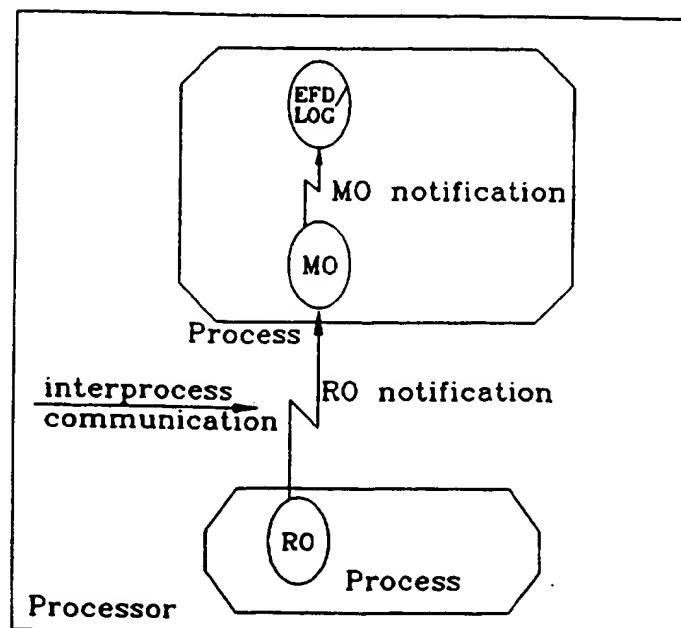 EFD/
LOG
MO notification
MO
Process
interprocess
communication
RO notification
RO
Process
Processor